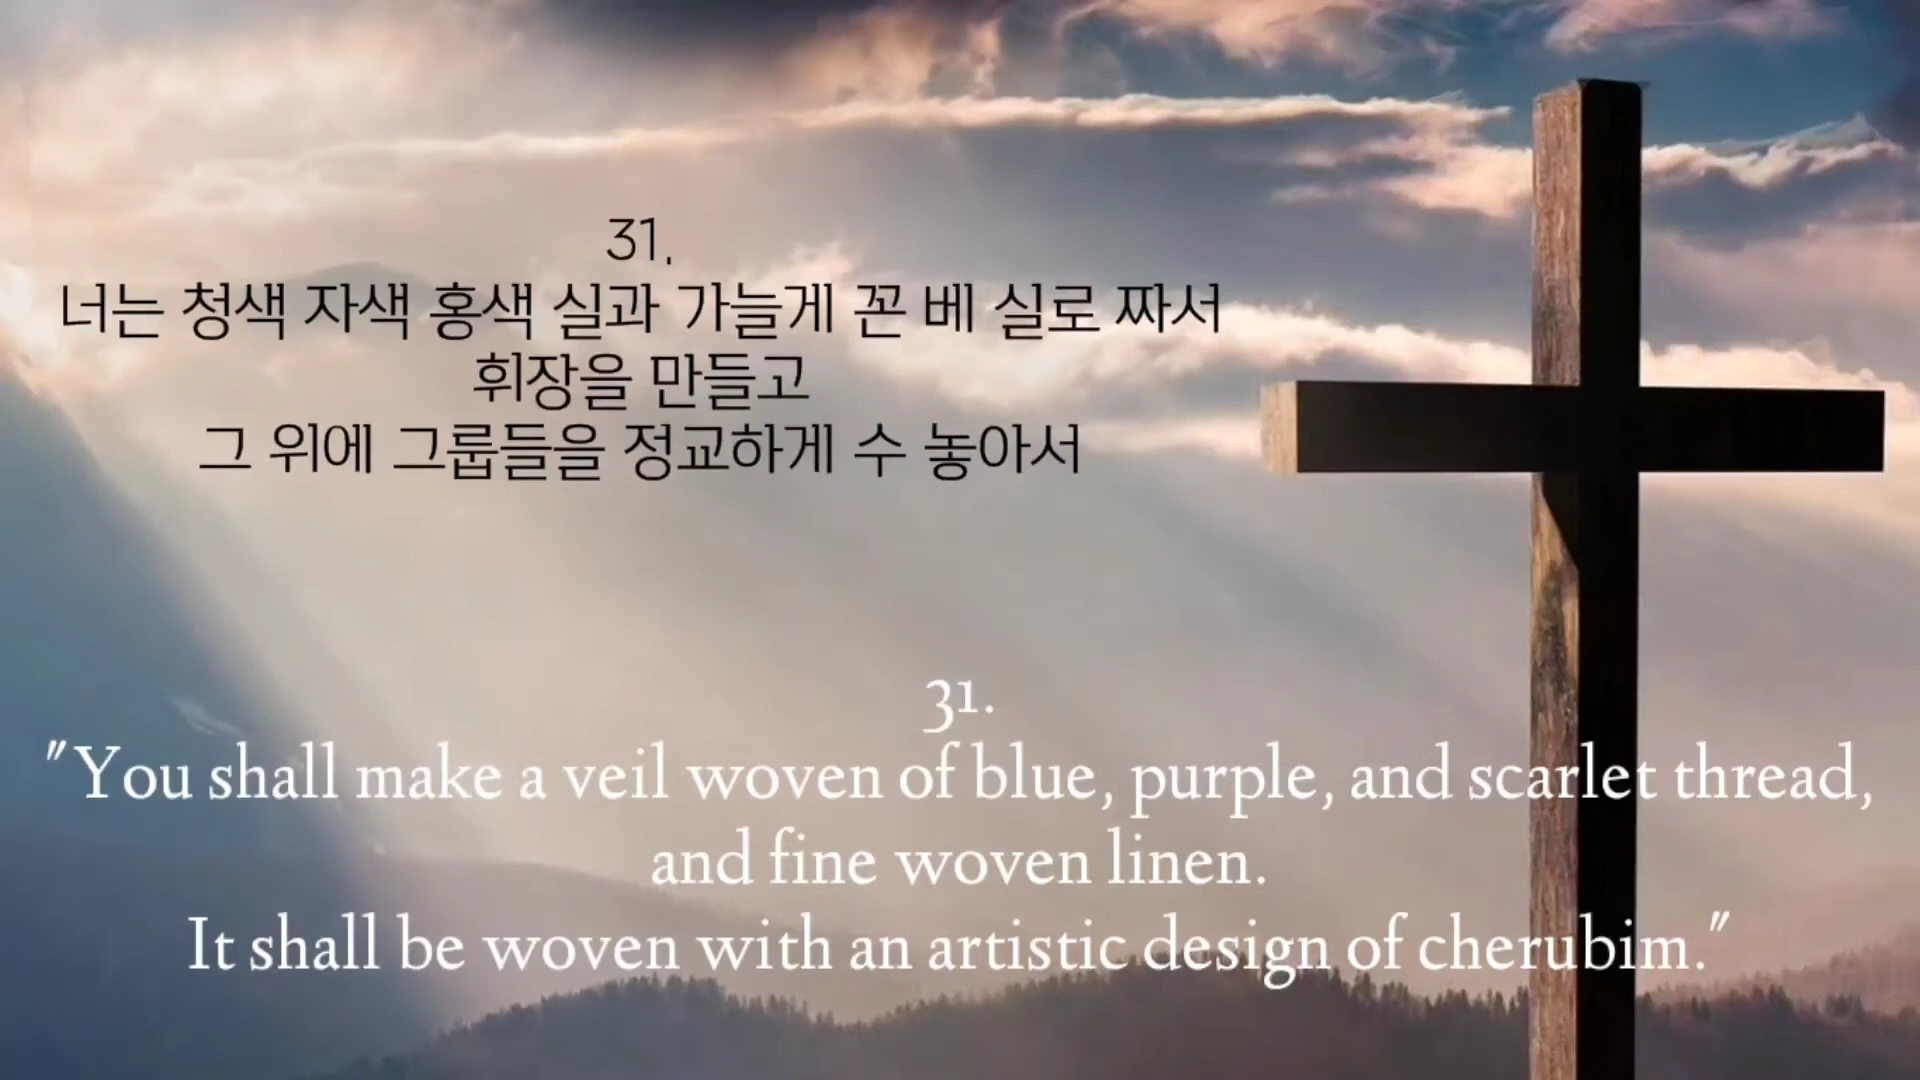 31.
너는 청색 자색 홍색 실과 가늘게 꼰 베 실로 짜서
휘장을 만들고
그 위에 그룹들을 정교하게 수 놓아서
31.
"You shall make a veil woven of blue, purple, and scarlet thread,
and fine woven linen.
It shall be woven with an artistic design of cherubim."